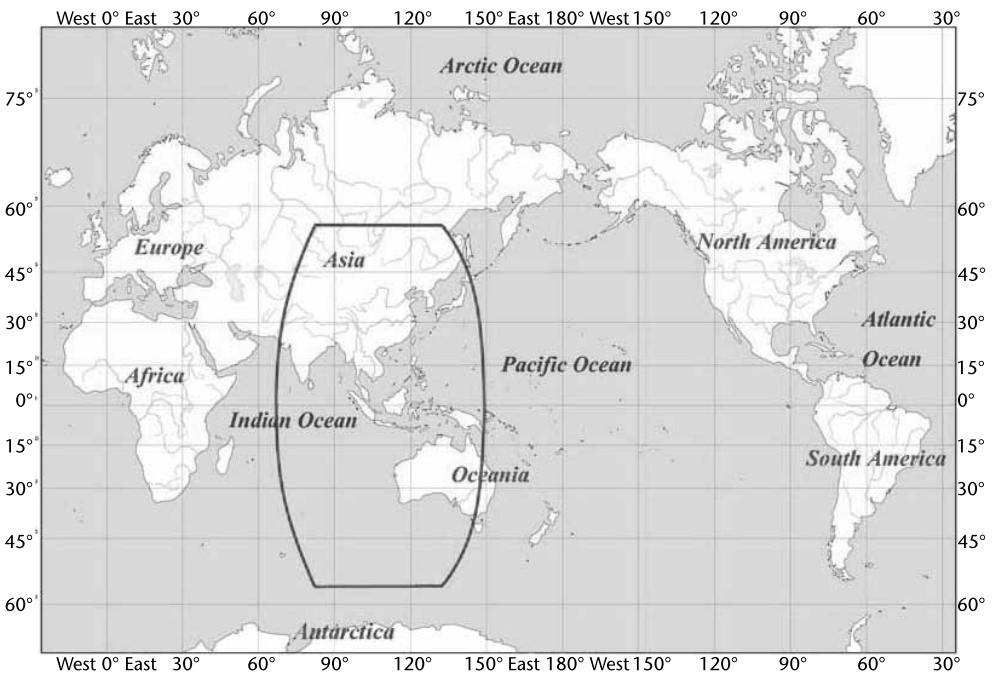 West 0° East 30° 60° 90° 120° 150° East 180° West 150° 120° 90° 60° 30°
Arctic Ocean
75° 75°
60° 60°
Europe Asia North America
45° 45°
Atlantic
30° 30°
Ocean
15° Africa Pacific Ocean 15°
0° 0°
Indian Ocean
15° 15°
South America
Oceania
30° 30°
45° 45°
60° 60°
Antarctica
West 0° East 30° 60° 90° 120° 150° East 180° West 150° 120° 90° 60° 30°